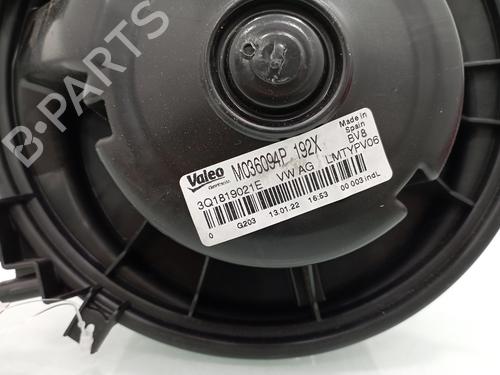 B-PARTS
Valeo M036094P 192X
Made in
Spain
BV8
3Q1819021E VW AG LMTYPV06
0 G203 13.01.22 16:53 00 003 indL